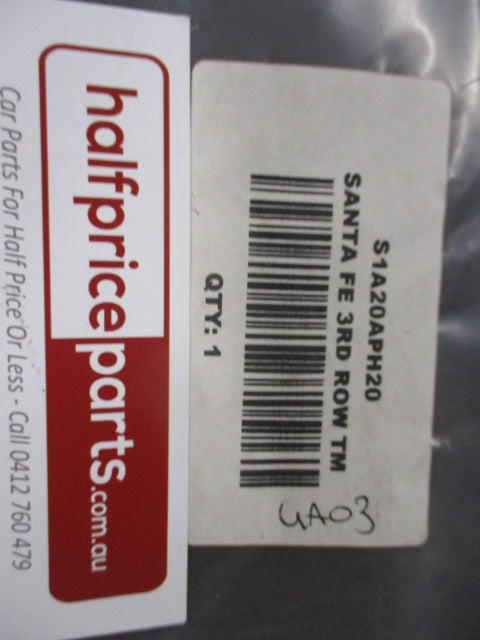 S1A20APH20
SANTA FE 3RD ROW TM
QTY: 1
4A03
halfpriceparts.com.au
Car Parts For Half Price Or Less - Call 0412 760 479